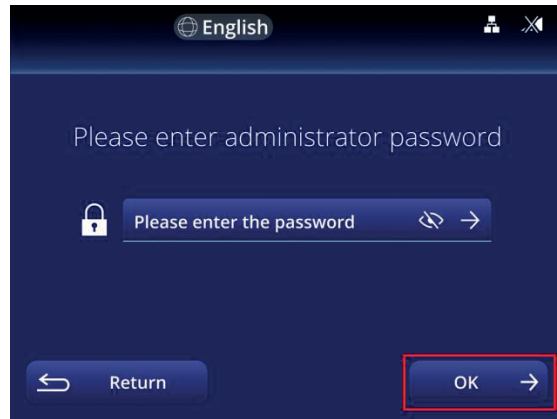 English
Please enter administrator password
Please enter the password
Return
OK